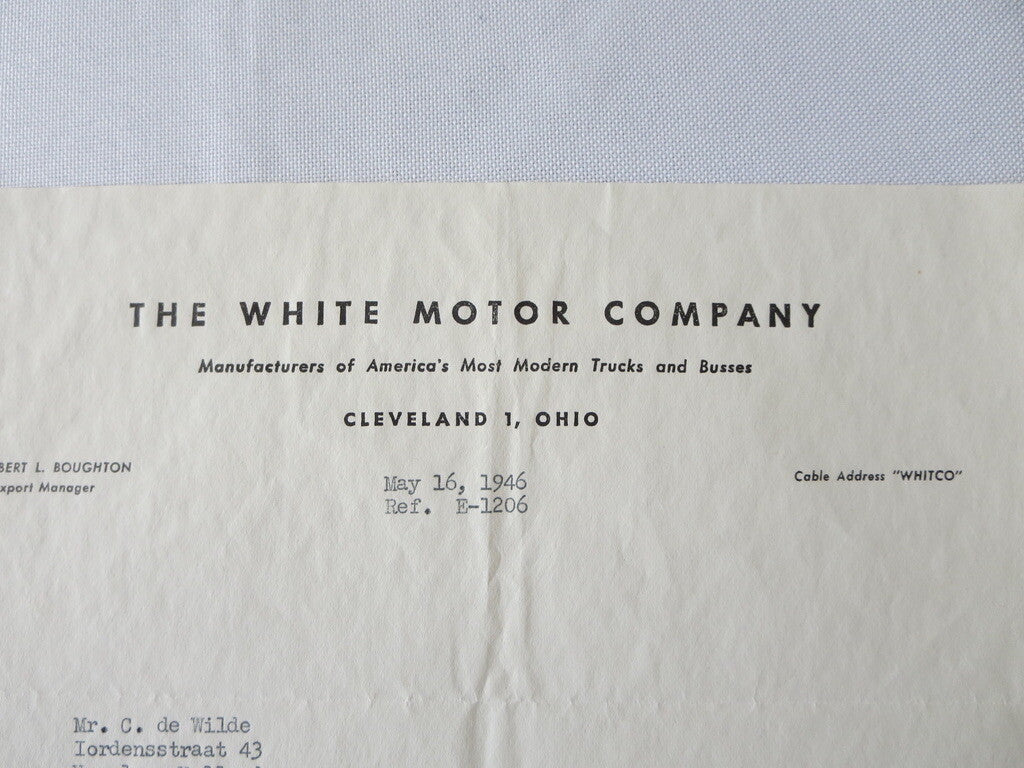 THE WHITE MOTOR COMPANY
Manufacturers of America's Most Modern Trucks and Busses
CLEVELAND 1, OHIO
BERT L. BOUGHTON
xport Manager
May 16, 1946
Ref. E-1206
Cable Address "WHITCO"
Mr. C. de Wilde
Iordensstraat 43